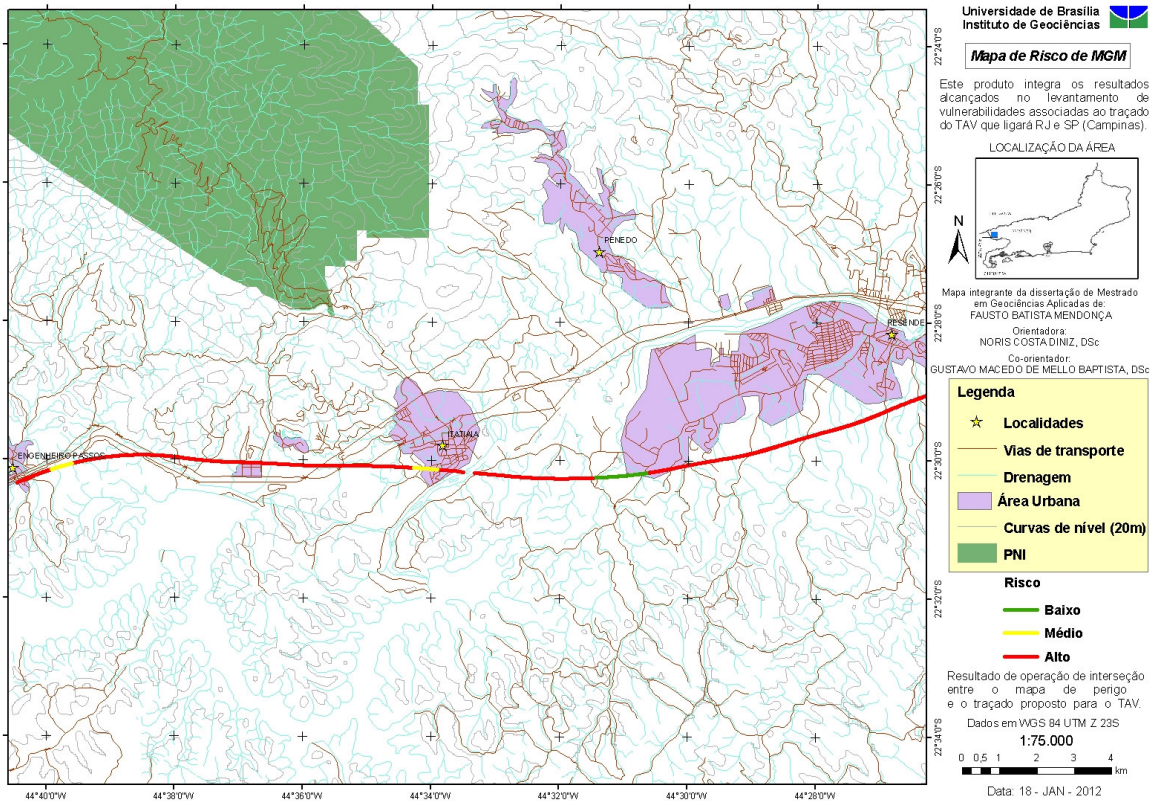 Universidade de Brasília
Instituto de Geociências
Mapa de Risco de MGM
Este produto integra os resultados
alcançados no levantamento de
vulnerabilidades associadas ao traçado
do TAV que ligará RJ e SP (Campinas).
LOCALIZAÇÃO DA ÁREA
N
Mapa integrante da dissertação de Mestrado
em Geociências Aplicadas de:
FAUSTO BATISTA MENDONÇA
Orientadora:
NORIS COSTA DINIZ, DSc
Co-orientador:
GUSTAVO MACEDO DE MELLO BAPTISTA, DSc
Legenda
Localidades
Vias de transporte
Drenagem
Área Urbana
Curvas de nível (20m)
PNI
Risco
Baixo
Médio
Alto
Resultado de operação de interseção
entre o mapa de perigo
e o traçado proposto para o TAV.
Dados em WGS 84 UTM Z 23S
1:75.000
0 0,5 1 2 3 4
km
Data: 18 - JAN - 2012
PENEDO
RESENDE
ITATIAIA
ENGENHEIRO PASSOS
22°24'0"S
22°26'0"S
22°28'0"S
22°30'0"S
22°32'0"S
22°34'0"S
44°40'0"W
44°38'0"W
44°36'0"W
44°34'0"W
44°32'0"W
44°30'0"W
44°28'0"W